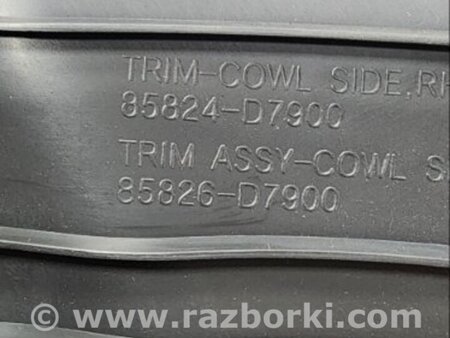 TRIM-COWL SIDE,RH
85824-D7900
TRIM ASSY-COWL S
85826-D7900
© www.razborki.com